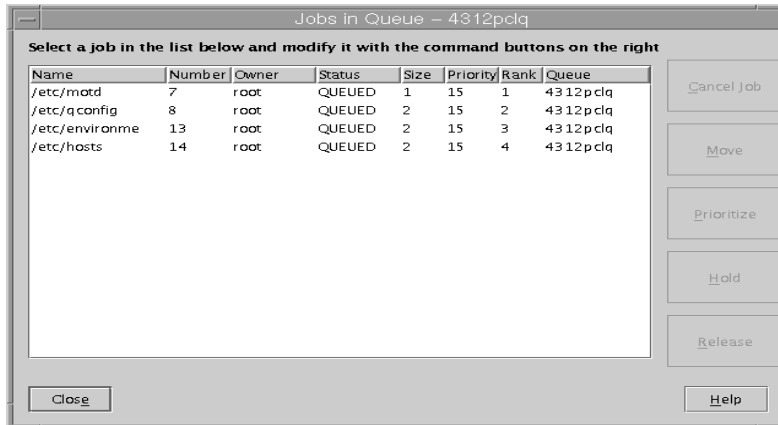 Jobs in Queue – 4312pclq
Select a job in the list below and modify it with the command buttons on the right
Name Number Owner Status Size Priority Rank Queue
/etc/motd 7 root QUEUED 1 15 1 4312pclq
/etc/qconfig 8 root QUEUED 2 15 2 4312pclq
/etc/environme 13 root QUEUED 2 15 3 4312pclq
/etc/hosts 14 root QUEUED 2 15 4 4312pclq
Cancel Job
Move
Prioritize
Hold
Release
Close
Help